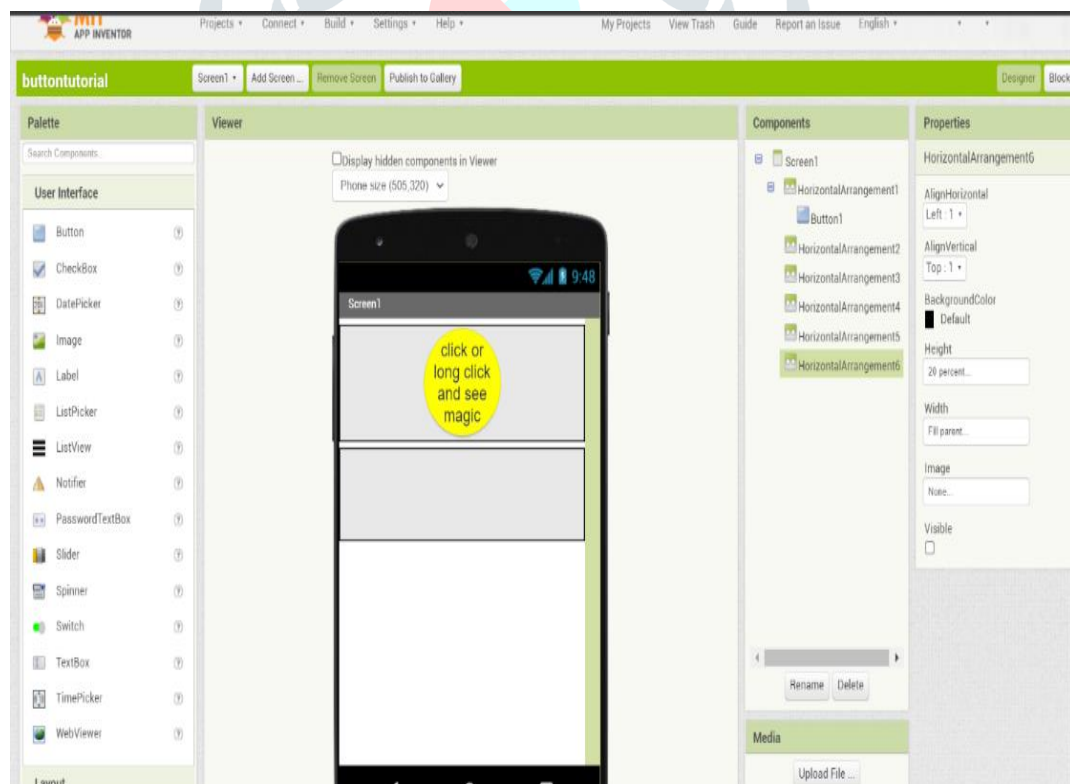 MIT
APP INVENTOR
Projects Connect Build Settings Help My Projects View Trash Guide Report an Issue English
buttontutorial Screen1 Add Screen ... Remove Screen Publish to Gallery Designer Block
Palette
Search Components...
User Interface
Button
CheckBox
DatePicker
Image
Label
ListPicker
ListView
Notifier
PasswordTextBox
Slider
Spinner
Switch
TextBox
TimePicker
WebViewer
Layout
Viewer
Display hidden components in Viewer
Phone size (505,320)
9:48
Screen1
click or
long click
and see
magic
Components
Screen1
HorizontalArrangement1
Button1
HorizontalArrangement2
HorizontalArrangement3
HorizontalArrangement4
HorizontalArrangement5
HorizontalArrangement6
Rename Delete
Media
Upload File ...
Properties
HorizontalArrangement6
AlignHorizontal
Left : 1
AlignVertical
Top : 1
BackgroundColor
Default
Height
20 percent...
Width
Fill parent...
Image
None...
Visible